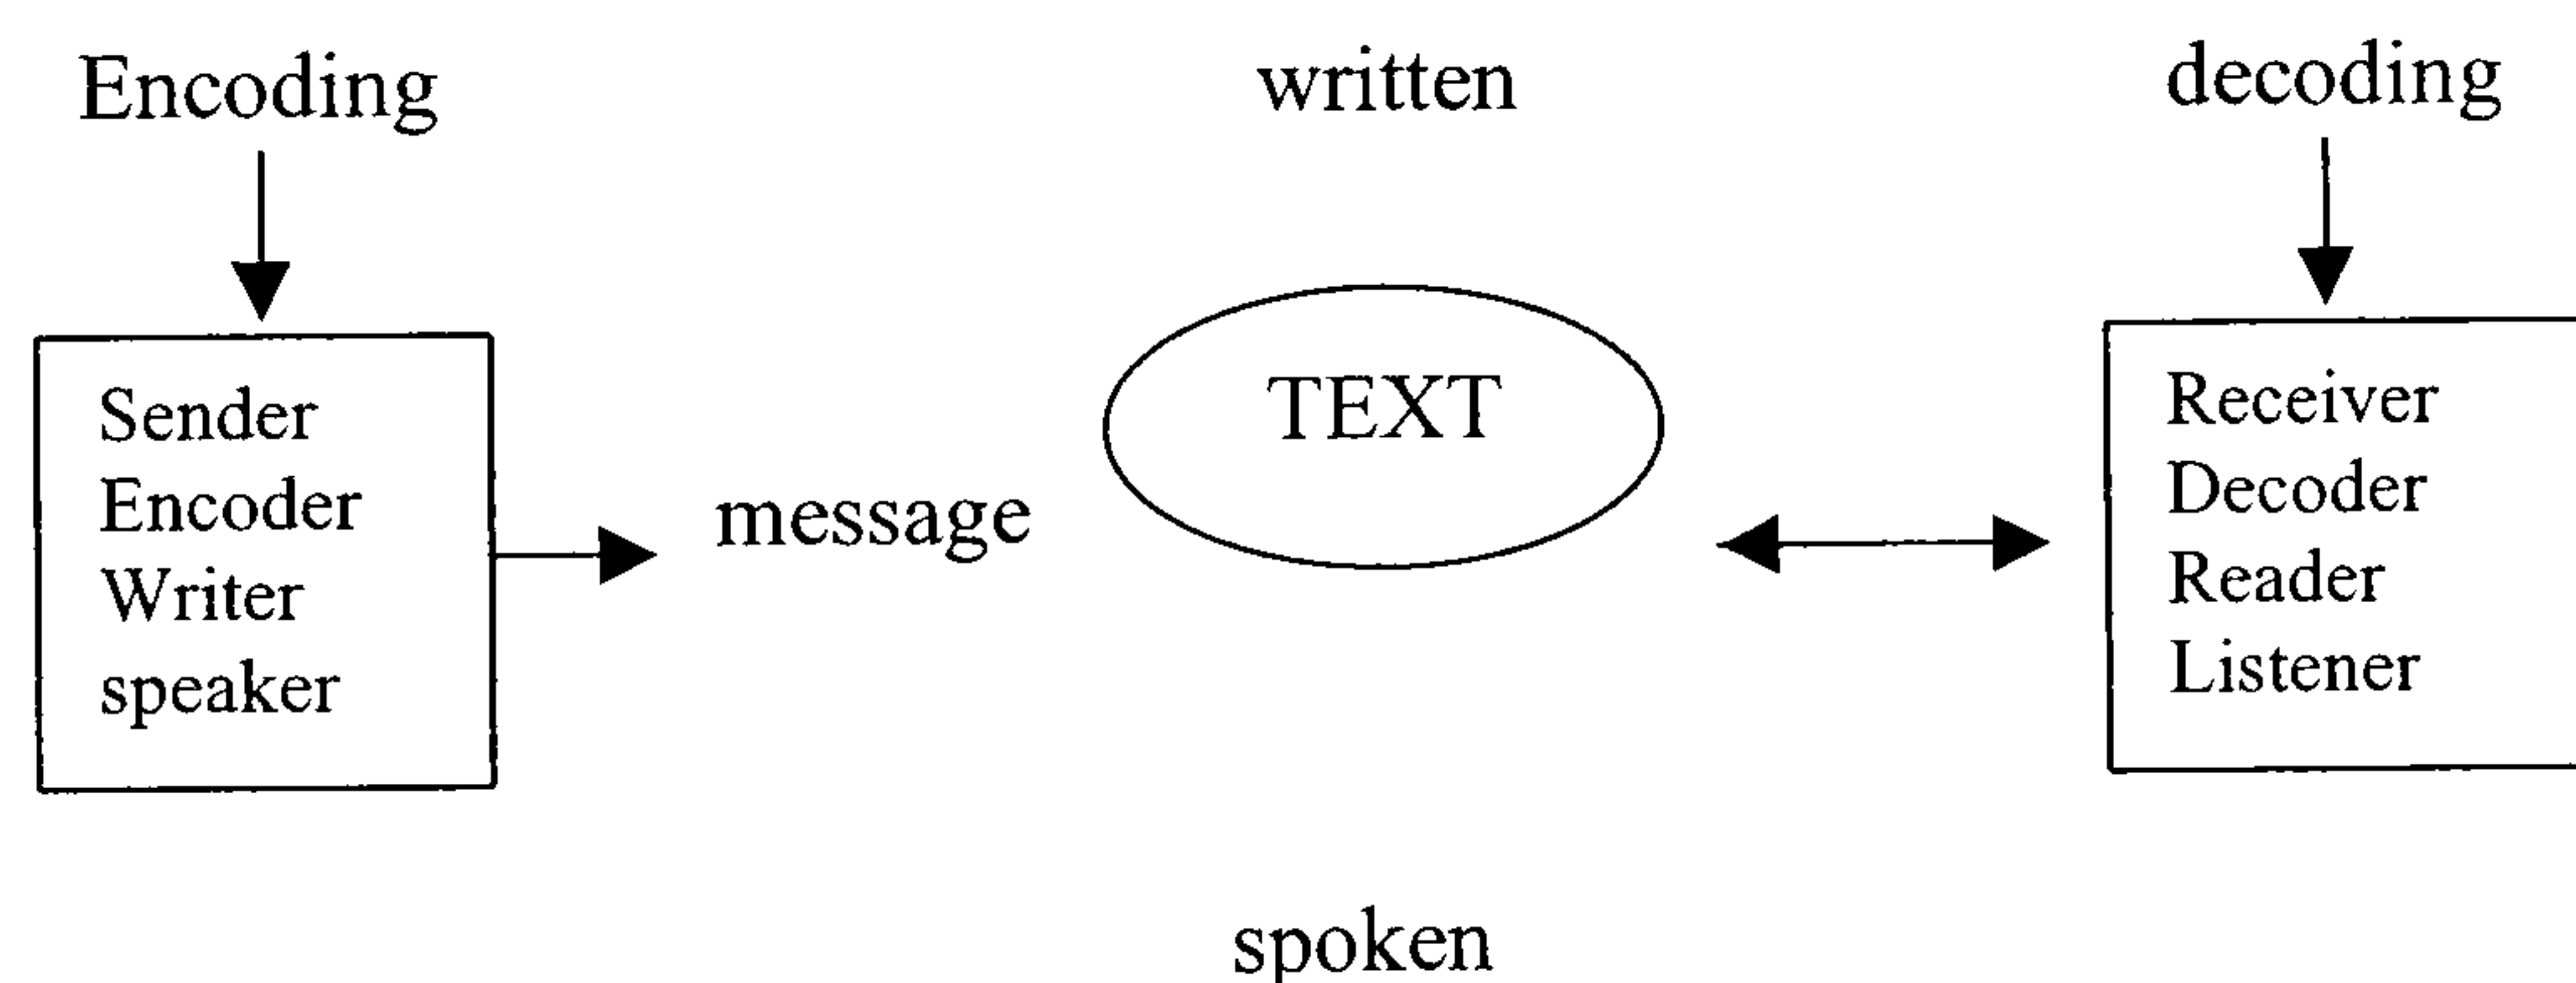 Encoding
written
decoding
Sender
Encoder
Writer
speaker
message
TEXT
Receiver
Decoder
Reader
Listener
spoken